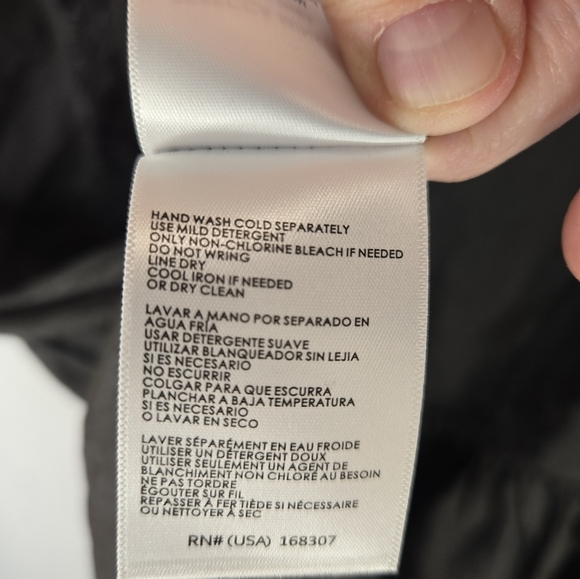 HAND WASH COLD SEPARATELY
USE MILD DETERGENT
ONLY NON-CHLORINE BLEACH IF NEEDED
DO NOT WRING
LINE DRY
COOL IRON IF NEEDED
OR DRY CLEAN
LAVAR A MANO POR SEPARADO EN
AGUA FRÍA
USAR DETERGENTE SUAVE
UTILIZAR BLANQUEADOR SIN LEJIA
SI ES NECESARIO
NO ESCURRIR
COLGAR PARA QUE ESCURRA
PLANCHAR A BAJA TEMPERATURA
SI ES NECESARIO
O LAVAR EN SECO
LAVER SÉPARÉMENT EN EAU FROIDE
UTILISER UN DÉTERGENT DOUX
UTILISER SEULEMENT UN AGENT DE
BLANCHIMENT NON CHLORÉ AU BESOIN
NE PAS TORDRE
ÉGOUTER SUR FIL
REPASSER À FER TIÈDE SI NÉCESSAIRE
OU NETTOYER À SEC
RN# (USA) 168307